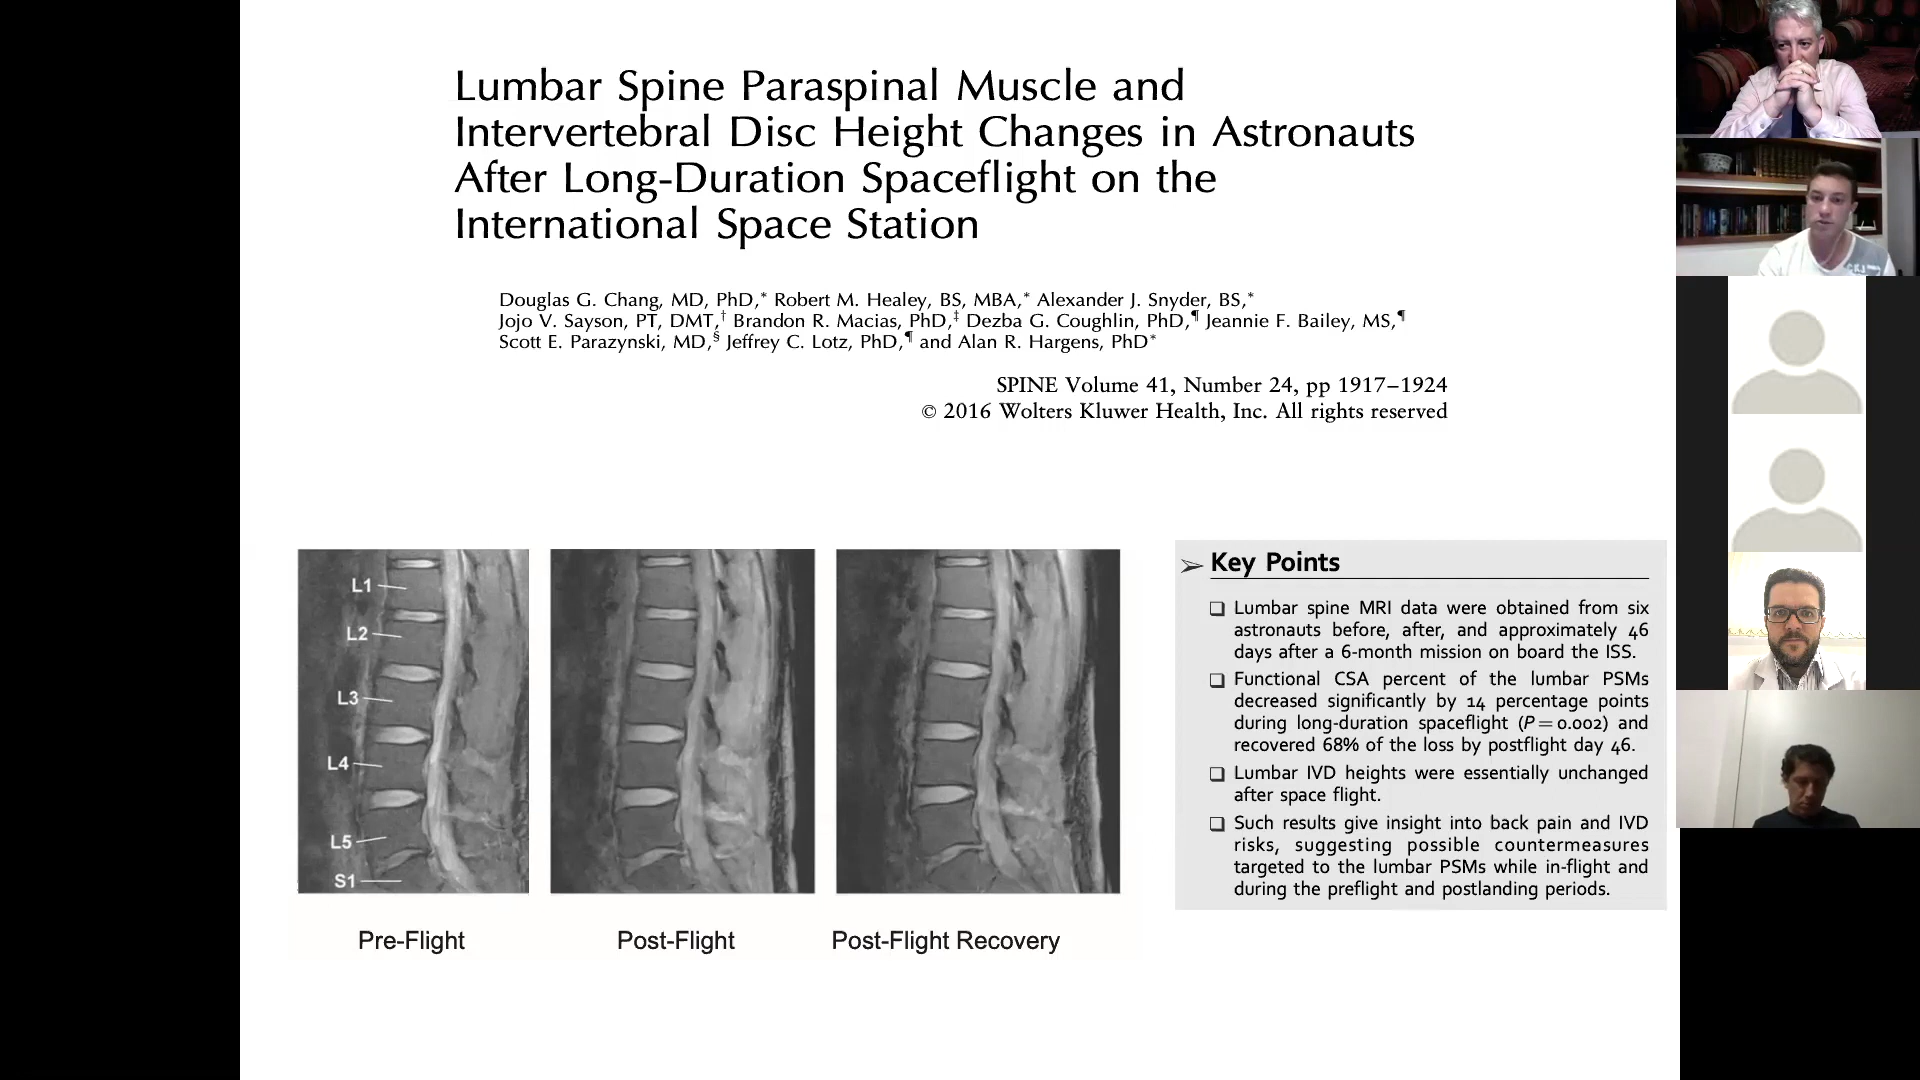 Lumbar Spine Paraspinal Muscle and
Intervertebral Disc Height Changes in Astronauts
After Long-Duration Spaceflight on the
International Space Station
Douglas G. Chang, MD, PhD,* Robert M. Healey, BS, MBA,* Alexander J. Snyder, BS,*
Jojo V. Sayson, PT, DMT,† Brandon R. Macias, PhD,‡ Dezba G. Coughlin, PhD,¶ Jeannie F. Bailey, MS,¶
Scott E. Parazynski, MD,§ Jeffrey C. Lotz, PhD,¶ and Alan R. Hargens, PhD*
SPINE Volume 41, Number 24, pp 1917–1924
© 2016 Wolters Kluwer Health, Inc. All rights reserved
L1
L2
L3
L4
L5
S1
Pre-Flight
Post-Flight
Post-Flight Recovery
➢ Key Points
❑ Lumbar spine MRI data were obtained from six
astronauts before, after, and approximately 46
days after a 6-month mission on board the ISS.
❑ Functional CSA percent of the lumbar PSMs
decreased significantly by 14 percentage points
during long-duration spaceflight (P = 0.002) and
recovered 68% of the loss by postflight day 46.
❑ Lumbar IVD heights were essentially unchanged
after space flight.
❑ Such results give insight into back pain and IVD
risks, suggesting possible countermeasures
targeted to the lumbar PSMs while in-flight and
during the preflight and postlanding periods.